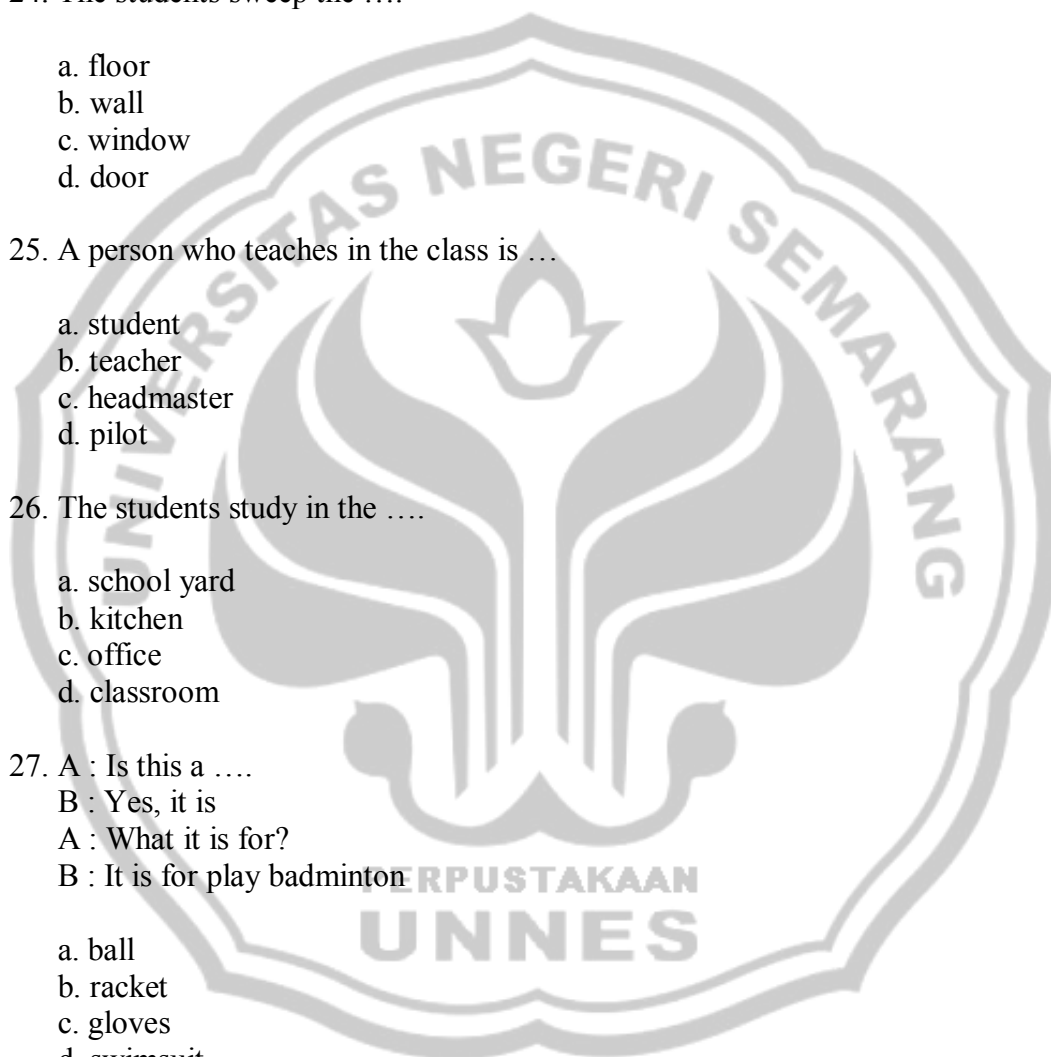 24. The students sweep the ….
a. floor
b. wall
c. window
d. door
25. A person who teaches in the class is …
a. student
b. teacher
c. headmaster
d. pilot
26. The students study in the ….
a. school yard
b. kitchen
c. office
d. classroom
27. A : Is this a ….
B : Yes, it is
A : What it is for?
B : It is for play badminton
a. ball
b. racket
c. gloves
d. swimsuit
UNIVERSITAS NEGERI SEMARANG
PERPUSTAKAAN
UNNES